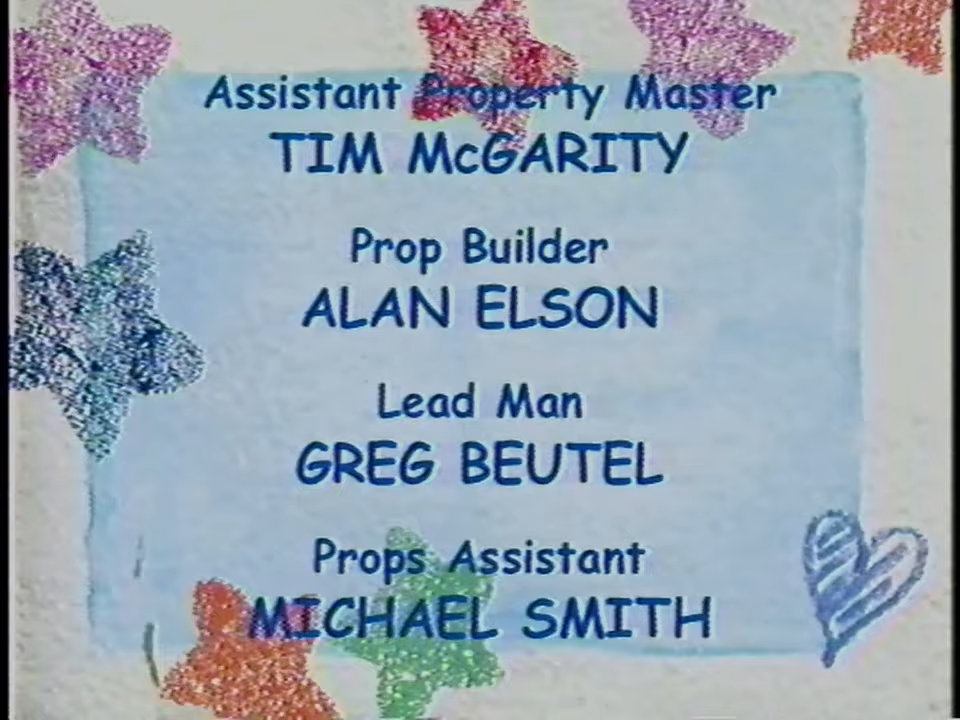 Assistant Property Master
TIM McGARITY
Prop Builder
ALAN ELSON
Lead Man
GREG BEUTEL
Props Assistant
MICHAEL SMITH